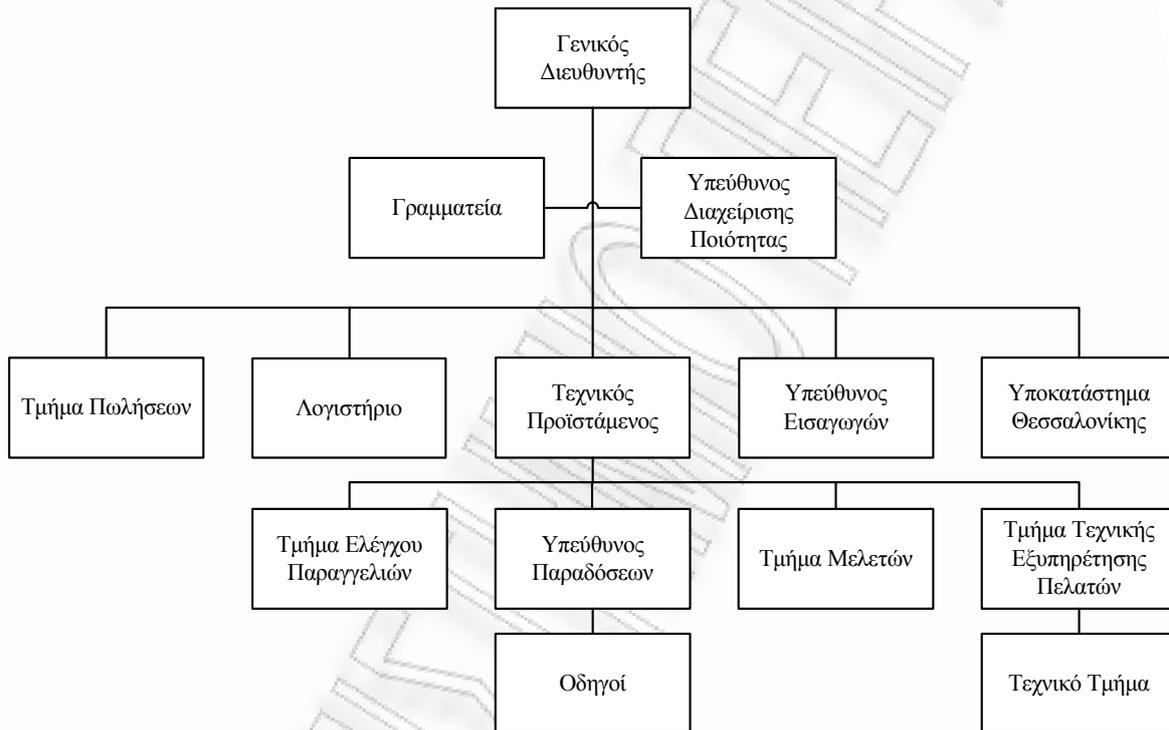 Γενικός
Διευθυντής
Γραμματεία
Υπεύθυνος
Διαχείρισης
Ποιότητας
Τμήμα Πωλήσεων
Λογιστήριο
Τεχνικός
Προϊστάμενος
Υπεύθυνος
Εισαγωγών
Υποκατάστημα
Θεσσαλονίκης
Τμήμα Ελέγχου
Παραγγελιών
Υπεύθυνος
Παραδόσεων
Τμήμα Μελετών
Τμήμα Τεχνικής
Εξυπηρέτησης
Πελατών
Οδηγοί
Τεχνικό Τμήμα